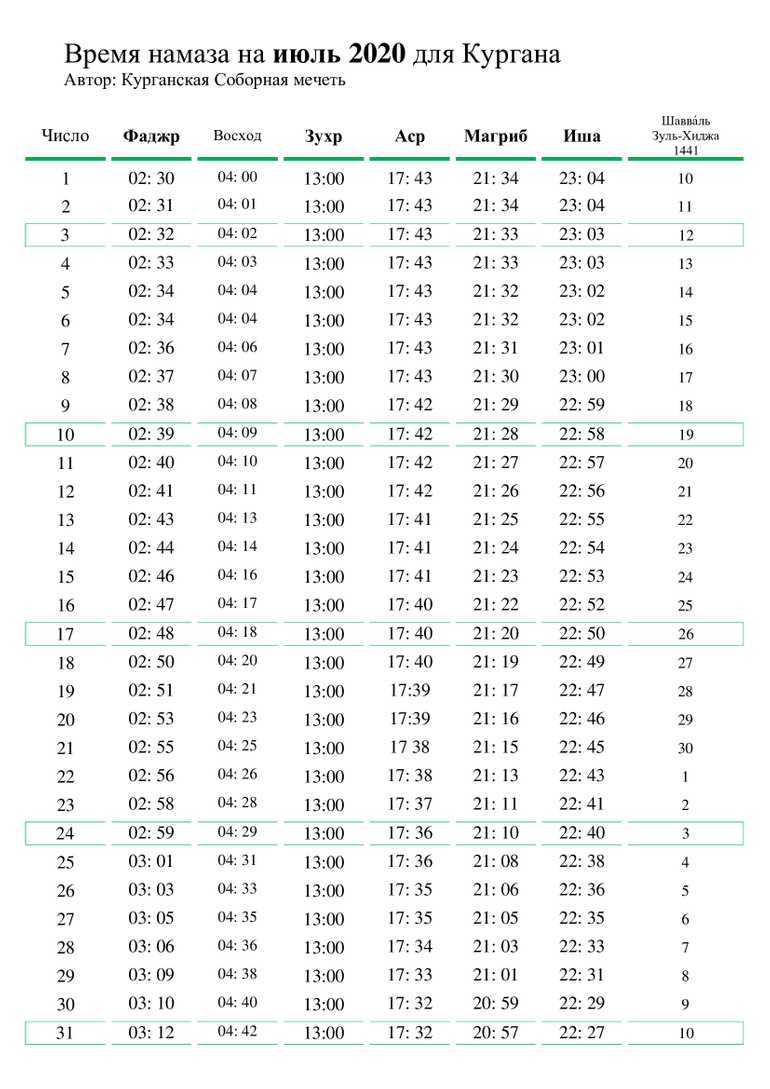 Время намаза на июль 2020 для Кургана
Автор: Курганская Соборная мечеть
Число Фаджр Восход Зухр Аср Магриб Иша Шавва́ль Зуль-Хиджа 1441
1 02: 30 04: 00 13:00 17: 43 21: 34 23: 04 10
2 02: 31 04: 01 13:00 17: 43 21: 34 23: 04 11
3 02: 32 04: 02 13:00 17: 43 21: 33 23: 03 12
4 02: 33 04: 03 13:00 17: 43 21: 33 23: 03 13
5 02: 34 04: 04 13:00 17: 43 21: 32 23: 02 14
6 02: 34 04: 04 13:00 17: 43 21: 32 23: 02 15
7 02: 36 04: 06 13:00 17: 43 21: 31 23: 01 16
8 02: 37 04: 07 13:00 17: 43 21: 30 23: 00 17
9 02: 38 04: 08 13:00 17: 42 21: 29 22: 59 18
10 02: 39 04: 09 13:00 17: 42 21: 28 22: 58 19
11 02: 40 04: 10 13:00 17: 42 21: 27 22: 57 20
12 02: 41 04: 11 13:00 17: 42 21: 26 22: 56 21
13 02: 43 04: 13 13:00 17: 41 21: 25 22: 55 22
14 02: 44 04: 14 13:00 17: 41 21: 24 22: 54 23
15 02: 46 04: 16 13:00 17: 41 21: 23 22: 53 24
16 02: 47 04: 17 13:00 17: 40 21: 22 22: 52 25
17 02: 48 04: 18 13:00 17: 40 21: 20 22: 50 26
18 02: 50 04: 20 13:00 17: 40 21: 19 22: 49 27
19 02: 51 04: 21 13:00 17:39 21: 17 22: 47 28
20 02: 53 04: 23 13:00 17:39 21: 16 22: 46 29
21 02: 55 04: 25 13:00 17 38 21: 15 22: 45 30
22 02: 56 04: 26 13:00 17: 38 21: 13 22: 43 1
23 02: 58 04: 28 13:00 17: 37 21: 11 22: 41 2
24 02: 59 04: 29 13:00 17: 36 21: 10 22: 40 3
25 03: 01 04: 31 13:00 17: 36 21: 08 22: 38 4
26 03: 03 04: 33 13:00 17: 35 21: 06 22: 36 5
27 03: 05 04: 35 13:00 17: 35 21: 05 22: 35 6
28 03: 06 04: 36 13:00 17: 34 21: 03 22: 33 7
29 03: 09 04: 38 13:00 17: 33 21: 01 22: 31 8
30 03: 10 04: 40 13:00 17: 32 20: 59 22: 29 9
31 03: 12 04: 42 13:00 17: 32 20: 57 22: 27 10